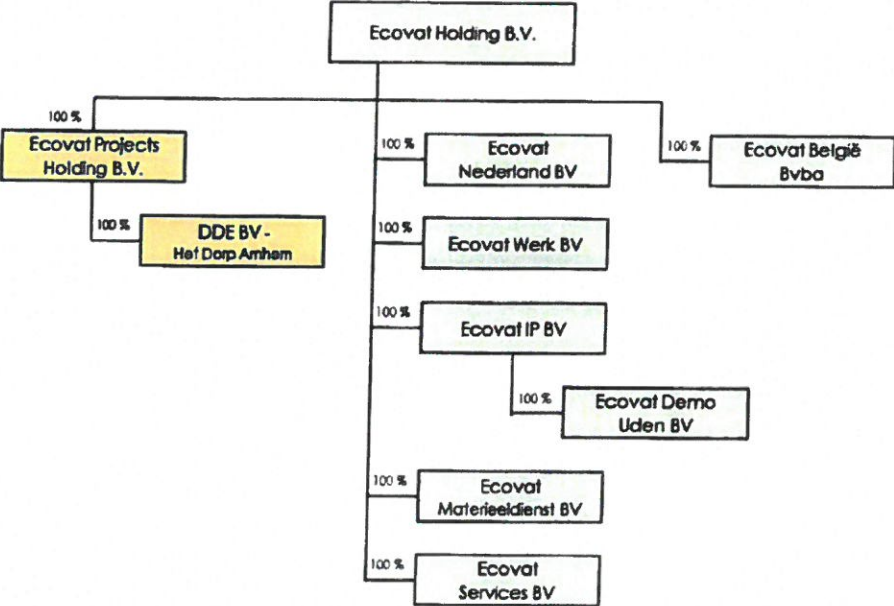 Ecovat Holding B.V.
100 %
Ecovat Projects
Holding B.V.
100 %
DDE BV -
Het Dorp Arnhem
100 %
Ecovat
Nederland BV
100 %
Ecovat België
Bvba
100 %
Ecovat Werk BV
100 %
Ecovat IP BV
100 %
Ecovat Demo
Uden BV
100 %
Ecovat
Materieeldienst BV
100 %
Ecovat
Services BV